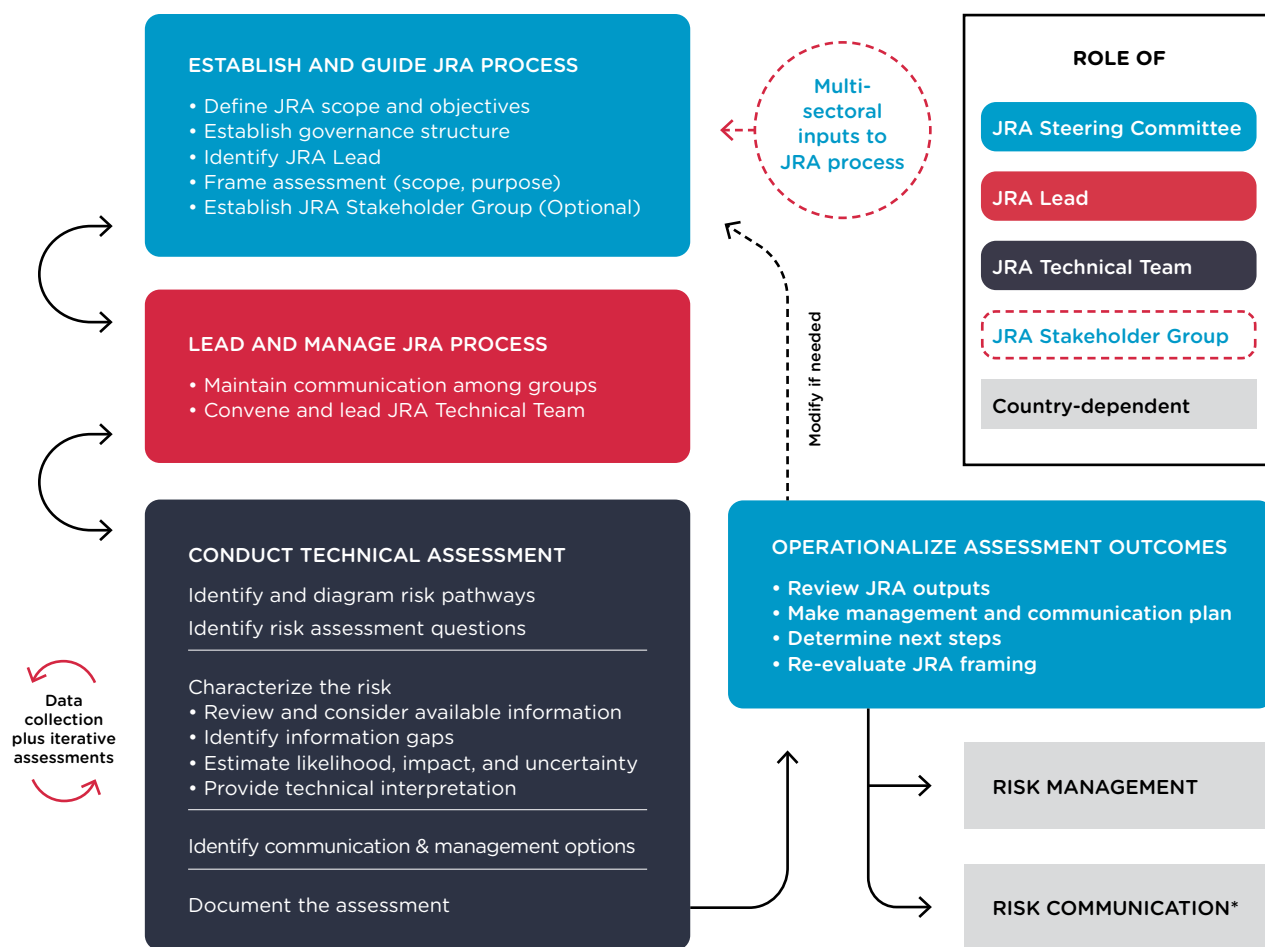 ESTABLISH AND GUIDE JRA PROCESS
• Define JRA scope and objectives
• Establish governance structure
• Identify JRA Lead
• Frame assessment (scope, purpose)
• Establish JRA Stakeholder Group (Optional)
Multi-
sectoral
inputs to
JRA process
ROLE OF
JRA Steering Committee
JRA Lead
JRA Technical Team
JRA Stakeholder Group
Country-dependent
LEAD AND MANAGE JRA PROCESS
• Maintain communication among groups
• Convene and lead JRA Technical Team
Modify if needed
CONDUCT TECHNICAL ASSESSMENT
Identify and diagram risk pathways
Identify risk assessment questions
Characterize the risk
• Review and consider available information
• Identify information gaps
• Estimate likelihood, impact, and uncertainty
• Provide technical interpretation
Identify communication & management options
Document the assessment
Data
collection
plus iterative
assessments
OPERATIONALIZE ASSESSMENT OUTCOMES
• Review JRA outputs
• Make management and communication plan
• Determine next steps
• Re-evaluate JRA framing
RISK MANAGEMENT
RISK COMMUNICATION*